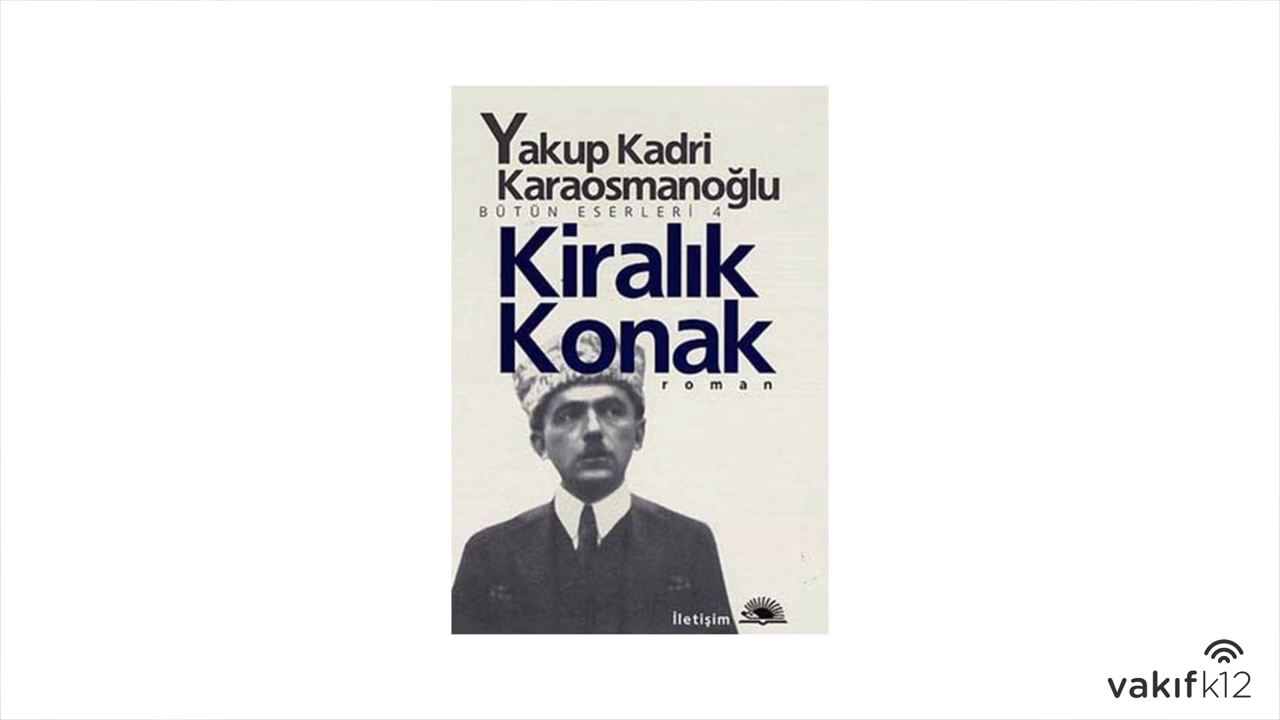 Yakup Kadri
Karaosmanoğlu
BÜTÜN ESERLERİ 4
Kiralık
Konak
roman
İletişim
vakıfk12